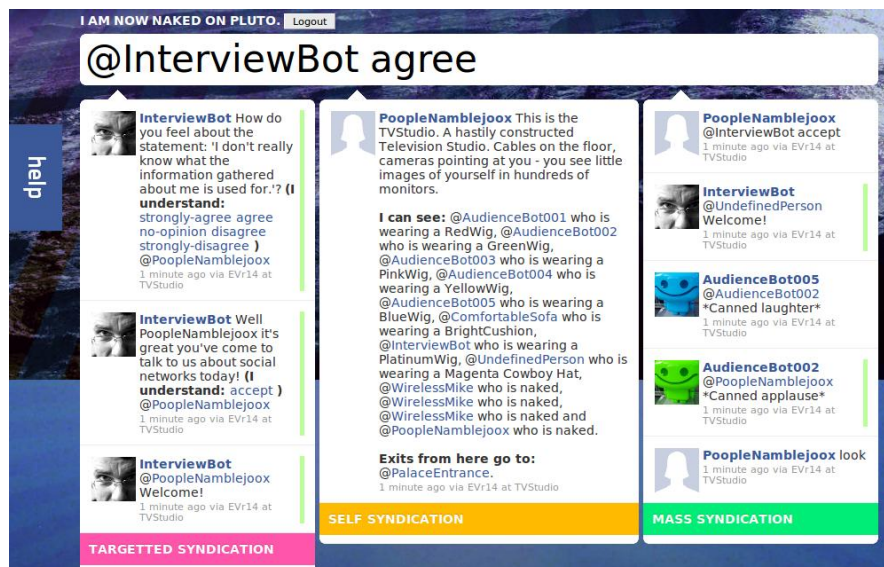 I AM NOW NAKED ON PLUTO. Logout
@InterviewBot agree
help
InterviewBot How do
you feel about the
statement: 'I don't really
know what the
information gathered
about me is used for.'? (I
understand:
strongly-agree agree
no-opinion disagree
strongly-disagree )
@PoopleNamblejoox
1 minute ago via EVr14 at
TVStudio
InterviewBot Well
PoopleNamblejoox it's
great you've come to
talk to us about social
networks today! (I
understand: accept )
@PoopleNamblejoox
1 minute ago via EVr14 at
TVStudio
InterviewBot
@PoopleNamblejoox
Welcome!
1 minute ago via EVr14 at
TVStudio
TARGETTED SYNDICATION
PoopleNamblejoox This is the
TVStudio. A hastily constructed
Television Studio. Cables on the floor,
cameras pointing at you - you see little
images of yourself in hundreds of
monitors.
I can see: @AudienceBot001 who is
wearing a RedWig, @AudienceBot002
who is wearing a GreenWig,
@AudienceBot003 who is wearing a
PinkWig, @AudienceBot004 who is
wearing a YellowWig,
@AudienceBot005 who is wearing a
BlueWig, @ComfortableSofa who is
wearing a BrightCushion,
@InterviewBot who is wearing a
PlatinumWig, @UndefinedPerson who is
wearing a Magenta Cowboy Hat,
@WirelessMike who is naked,
@WirelessMike who is naked,
@WirelessMike who is naked and
@PoopleNamblejoox who is naked.
Exits from here go to:
@PalaceEntrance.
1 minute ago via EVr14 at TVStudio
SELF SYNDICATION
PoopleNamblejoox
@InterviewBot accept
1 minute ago via EVr14 at
TVStudio
InterviewBot
@UndefinedPerson
Welcome!
1 minute ago via EVr14 at
TVStudio
AudienceBot005
@AudienceBot002
*Canned laughter*
1 minute ago via EVr14 at
TVStudio
AudienceBot002
@PoopleNamblejoox
*Canned applause*
1 minute ago via EVr14 at
TVStudio
PoopleNamblejoox look
1 minute ago via EVr14 at
TVStudio
MASS SYNDICATION